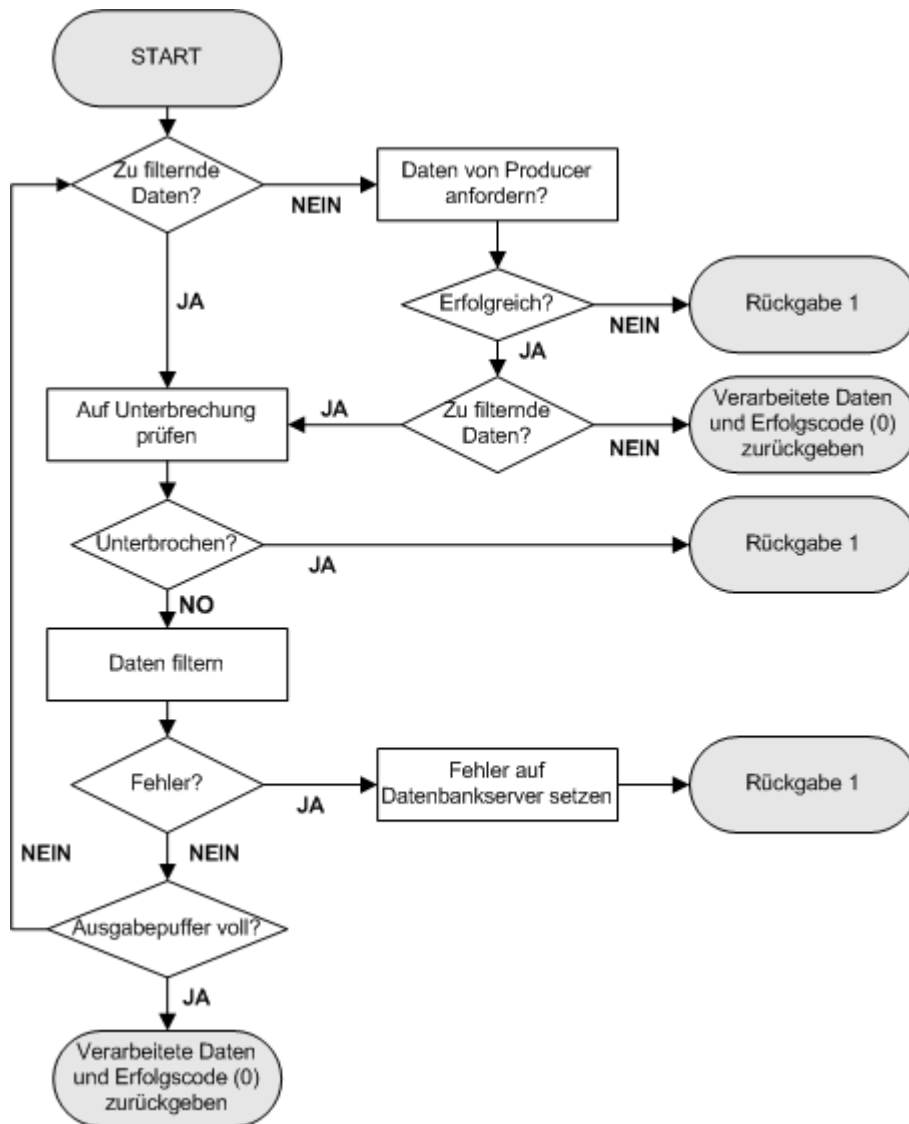 START
Zu filternde
Daten?
NEIN
Daten von Producer
anfordern?
JA
Erfolgreich?
NEIN
Rückgabe 1
JA
Auf Unterbrechung
prüfen
JA
Zu filternde
Daten?
NEIN
Verarbeitete Daten
und Erfolgscode (0)
zurückgeben
Unterbrochen?
JA
Rückgabe 1
NO
Daten filtern
Fehler?
JA
Fehler auf
Datenbankserver setzen
Rückgabe 1
NEIN
NEIN
Ausgabepuffer voll?
JA
Verarbeitete Daten
und Erfolgscode (0)
zurückgeben